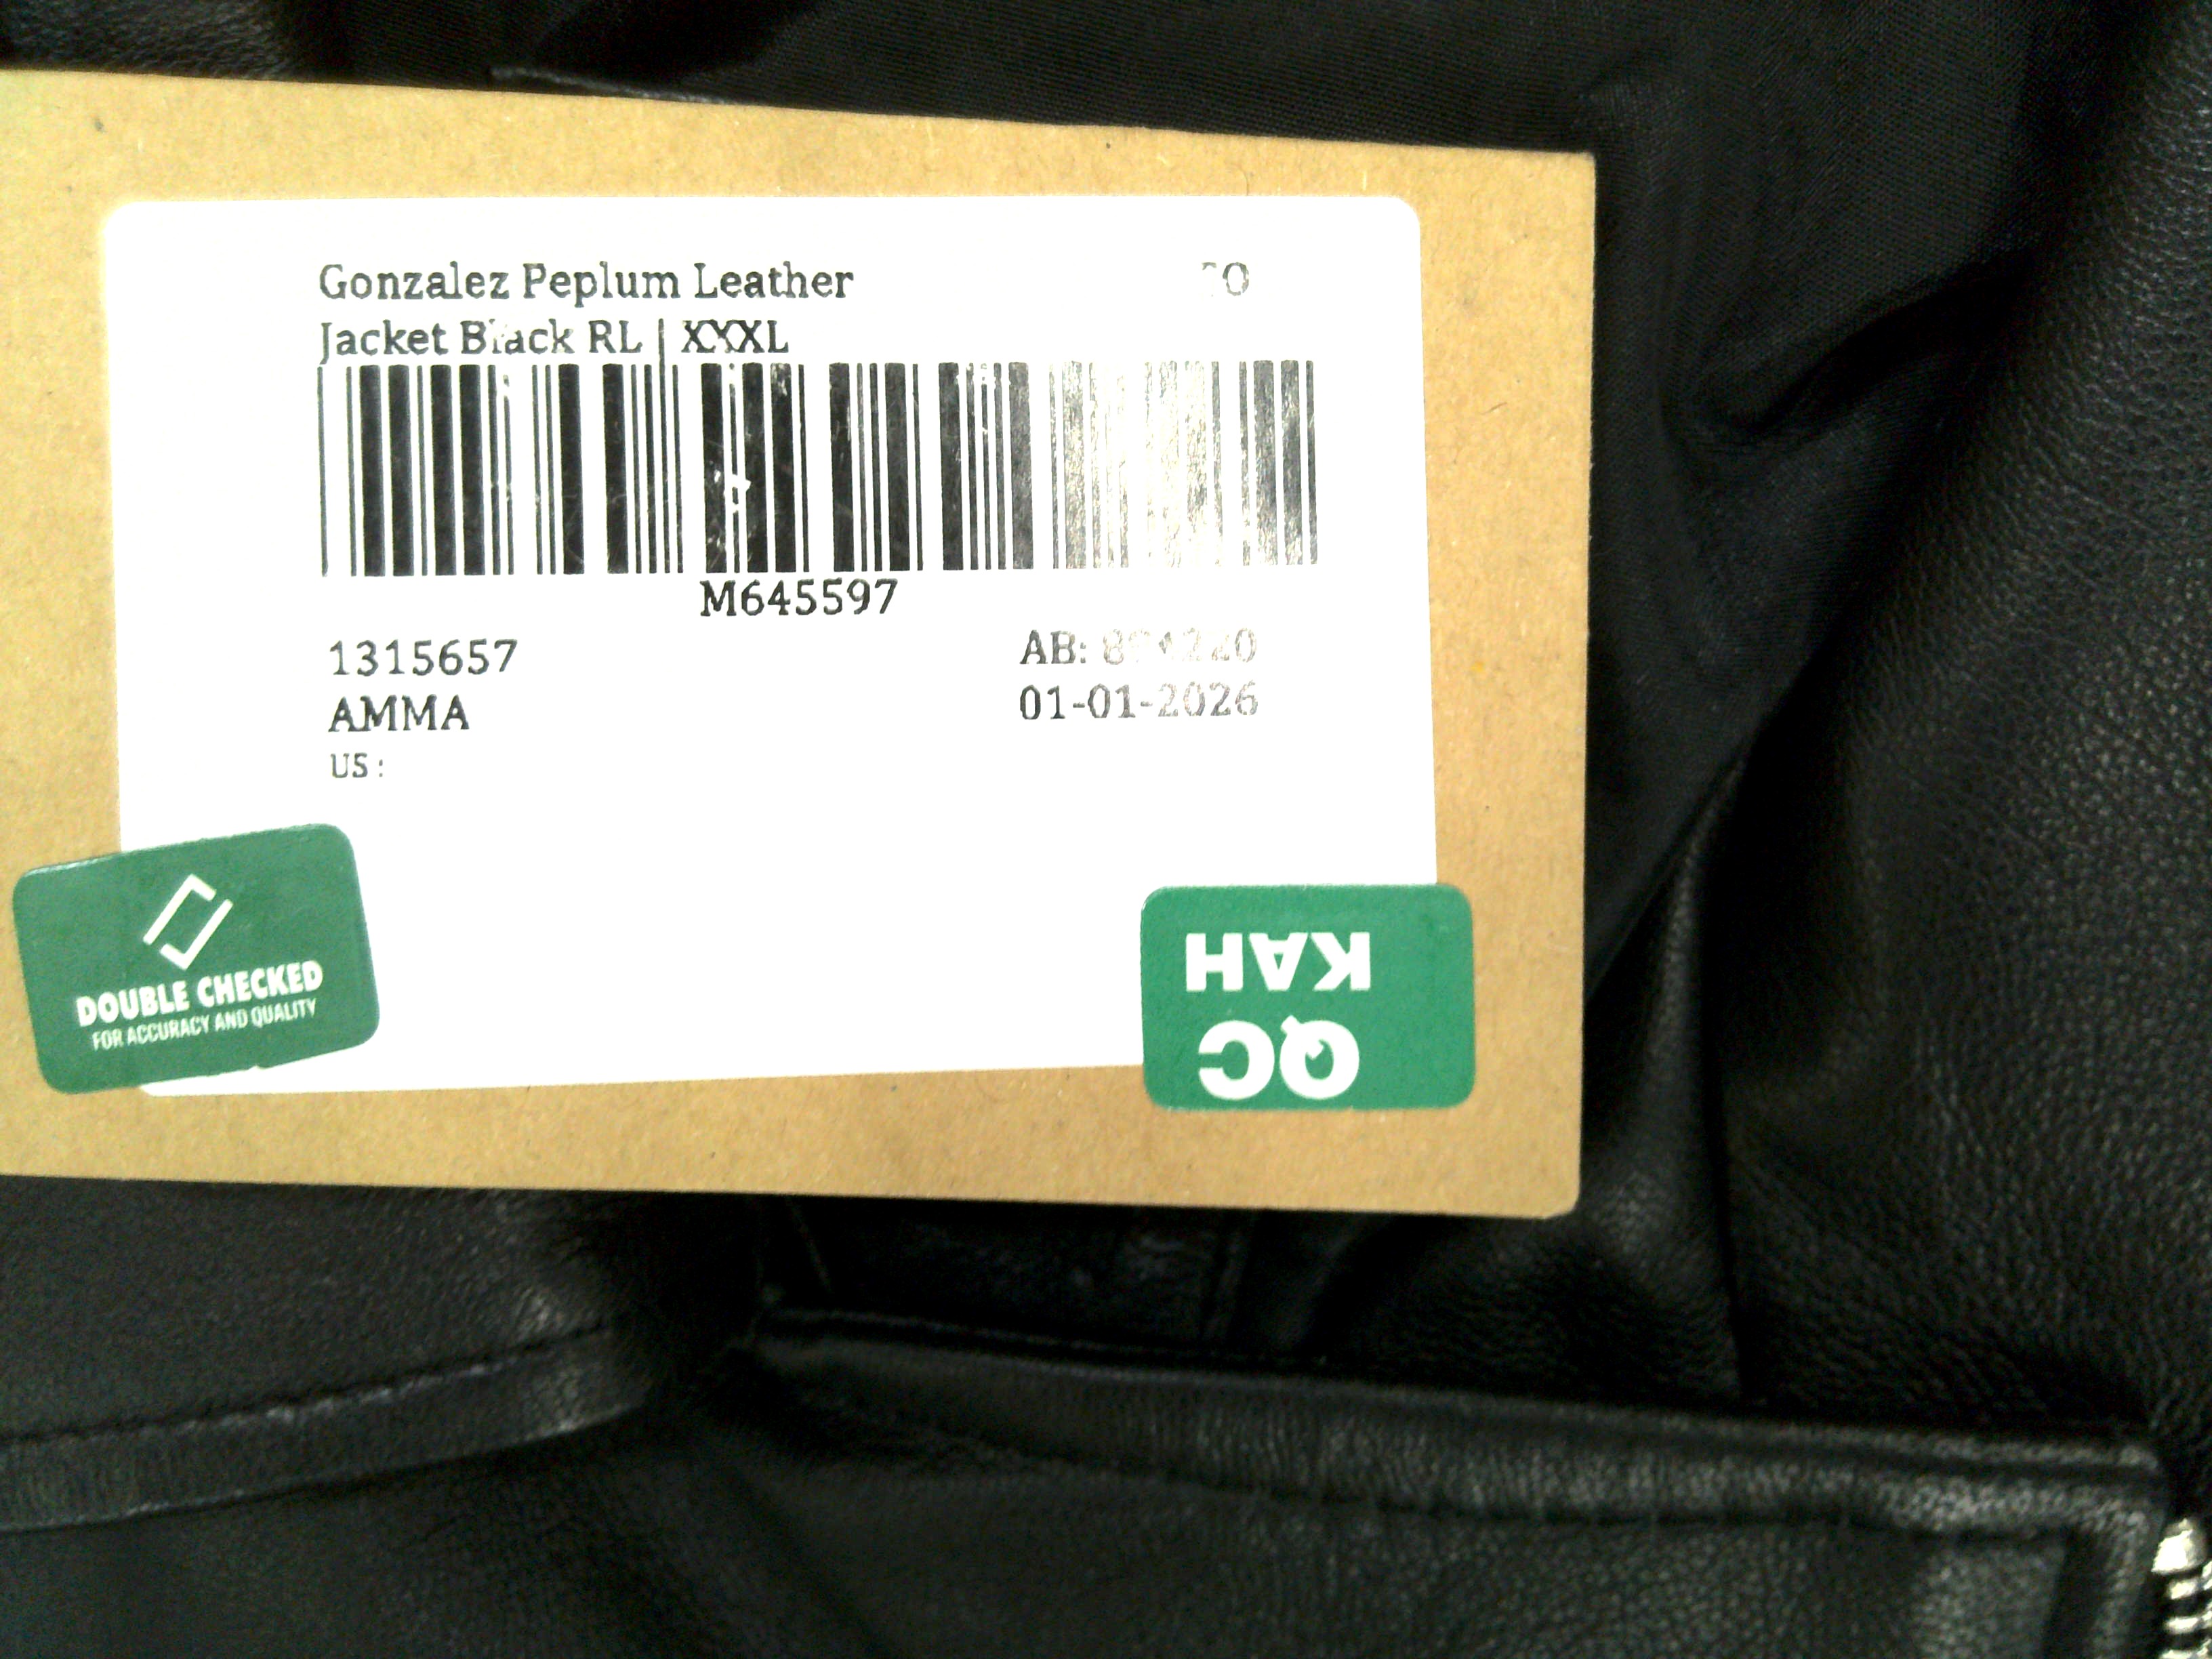 Gonzalez Peplum Leather
Jacket Black RL | XXXL
M645597
1315657
AMMA
US :
AB:
01-01-2026
DOUBLE CHECKED
FOR ACCURACY AND QUALITY
QC
KAH